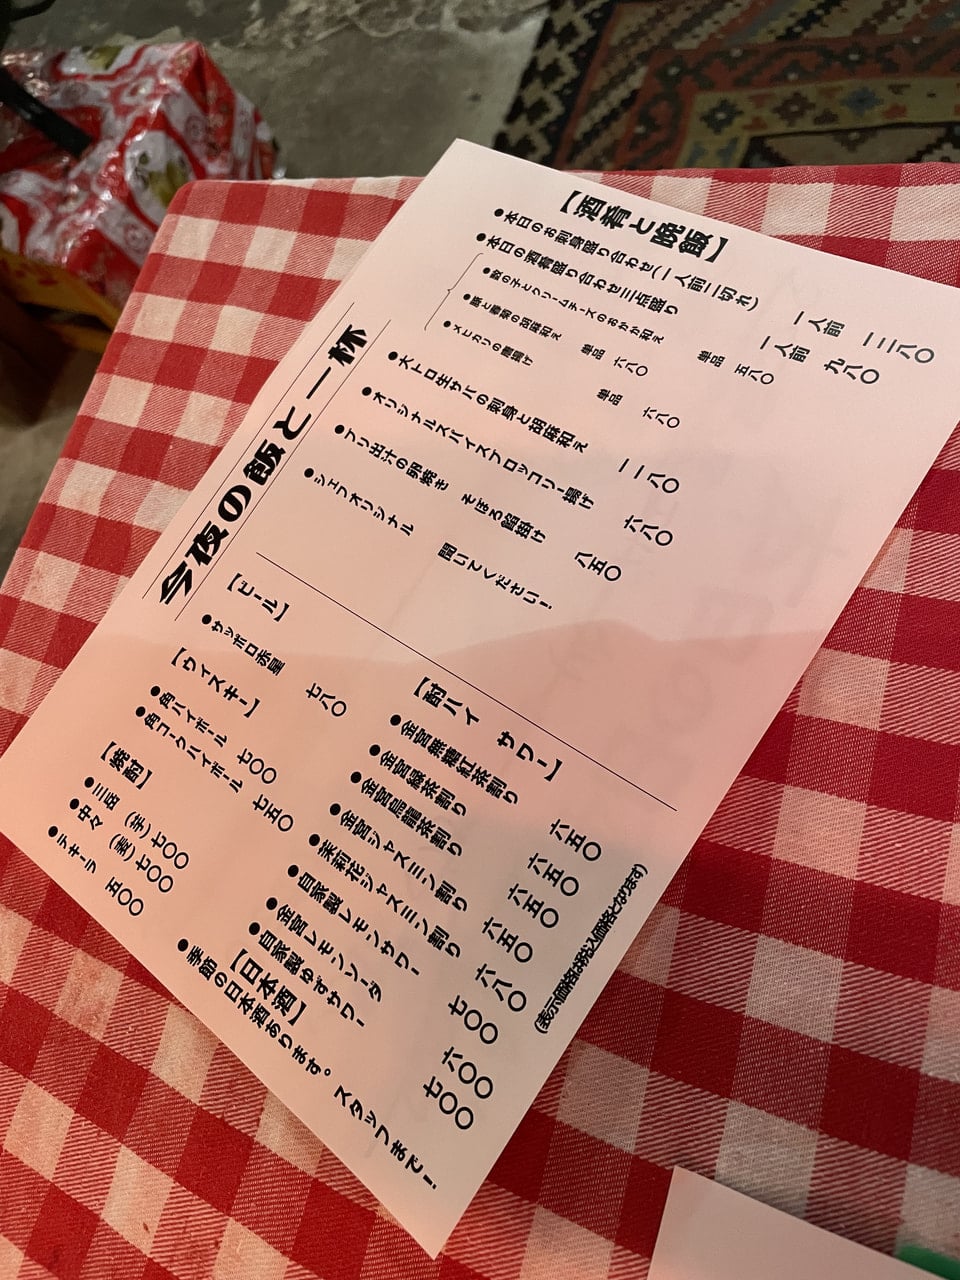 今夜の飯と一杯
【酒肴と晩飯】
●本日のお刺身盛り合わせ(一人前二切れ) 一人前 一二八〇
●本日の酒肴盛り合わせ三点盛り 一人前 九八〇
●数の子とクリームチーズのおかか和え 単品 五八〇
●豚と春菊の胡麻和え 単品 六八〇
●メヒカリの唐揚げ 単品 六八〇
●大トロ生サバの刺身と胡麻和え 一一八〇
●オリジナルスパイスブロッコリー揚げ 六八〇
●ブリ出汁の卵焼き そぼろ餡掛け 八五〇
●シェフオリジナル 聞いてください!
【ビール】
●サッポロ赤星 七八〇
【ウイスキー】
●角ハイボール 七〇〇
●角コークハイボール 七五〇
【焼酎】
●三岳 (芋)七〇〇
●中々 (麦)七〇〇
●テキーラ 五〇〇
【酎ハイ サワー】
●金宮無糖紅茶割り 六五〇
●金宮緑茶割り 六五〇
●金宮烏龍茶割り 六五〇
●金宮ジャスミン割り 六五〇
●茉莉花ジャスミン割り 六八〇
●自家製レモンサワー 七〇〇
●金宮レモンソーダ 六〇〇
●自家製ゆずサワー 七〇〇
【日本酒】
●季節の日本酒あります。スタッフまで!
(表示価格は税込価格となります)